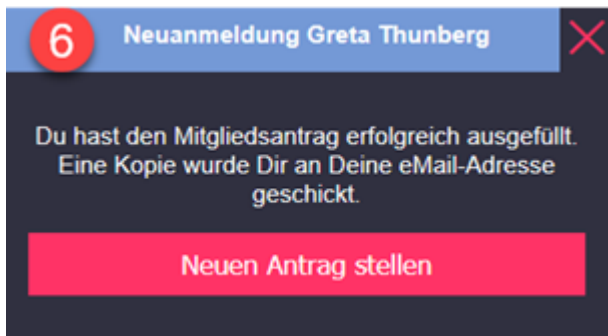 6
Neuanmeldung Greta Thunberg
Du hast den Mitgliedsantrag erfolgreich ausgefüllt.
Eine Kopie wurde Dir an Deine eMail-Adresse
geschickt.
Neuen Antrag stellen